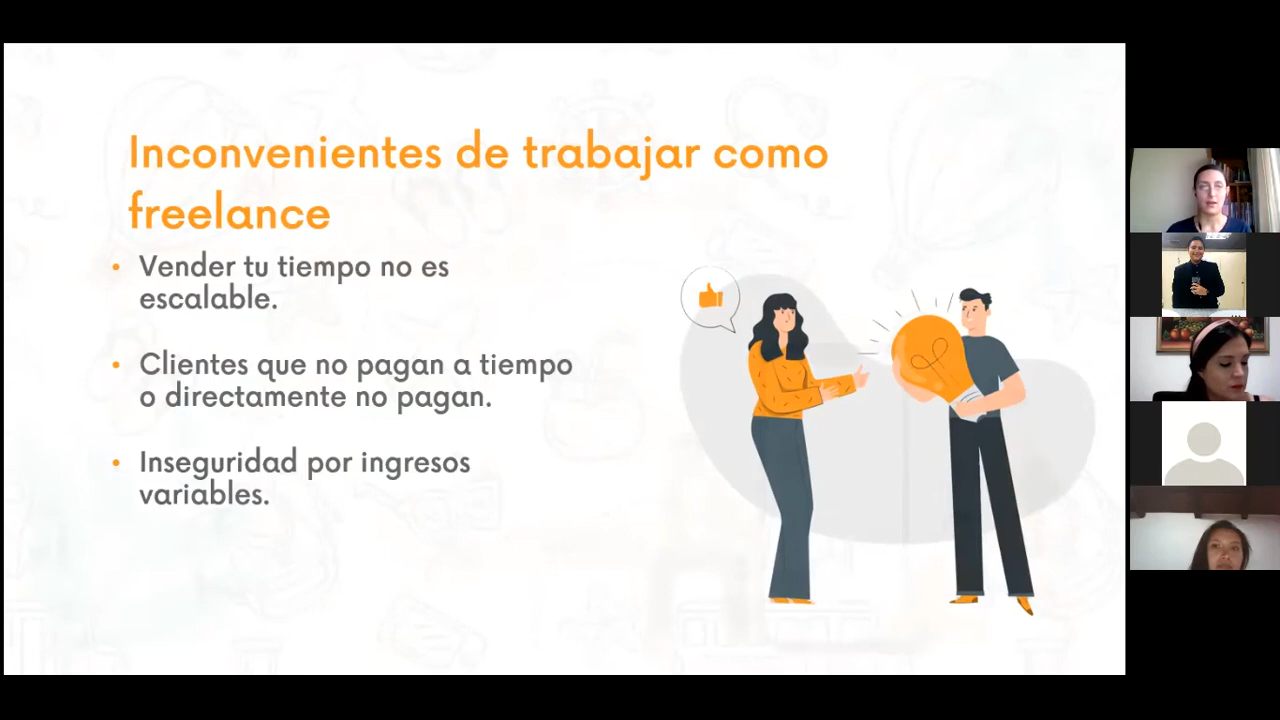 Inconvenientes de trabajar como
freelance
• Vender tu tiempo no es
escalable.
• Clientes que no pagan a tiempo
o directamente no pagan.
• Inseguridad por ingresos
variables.